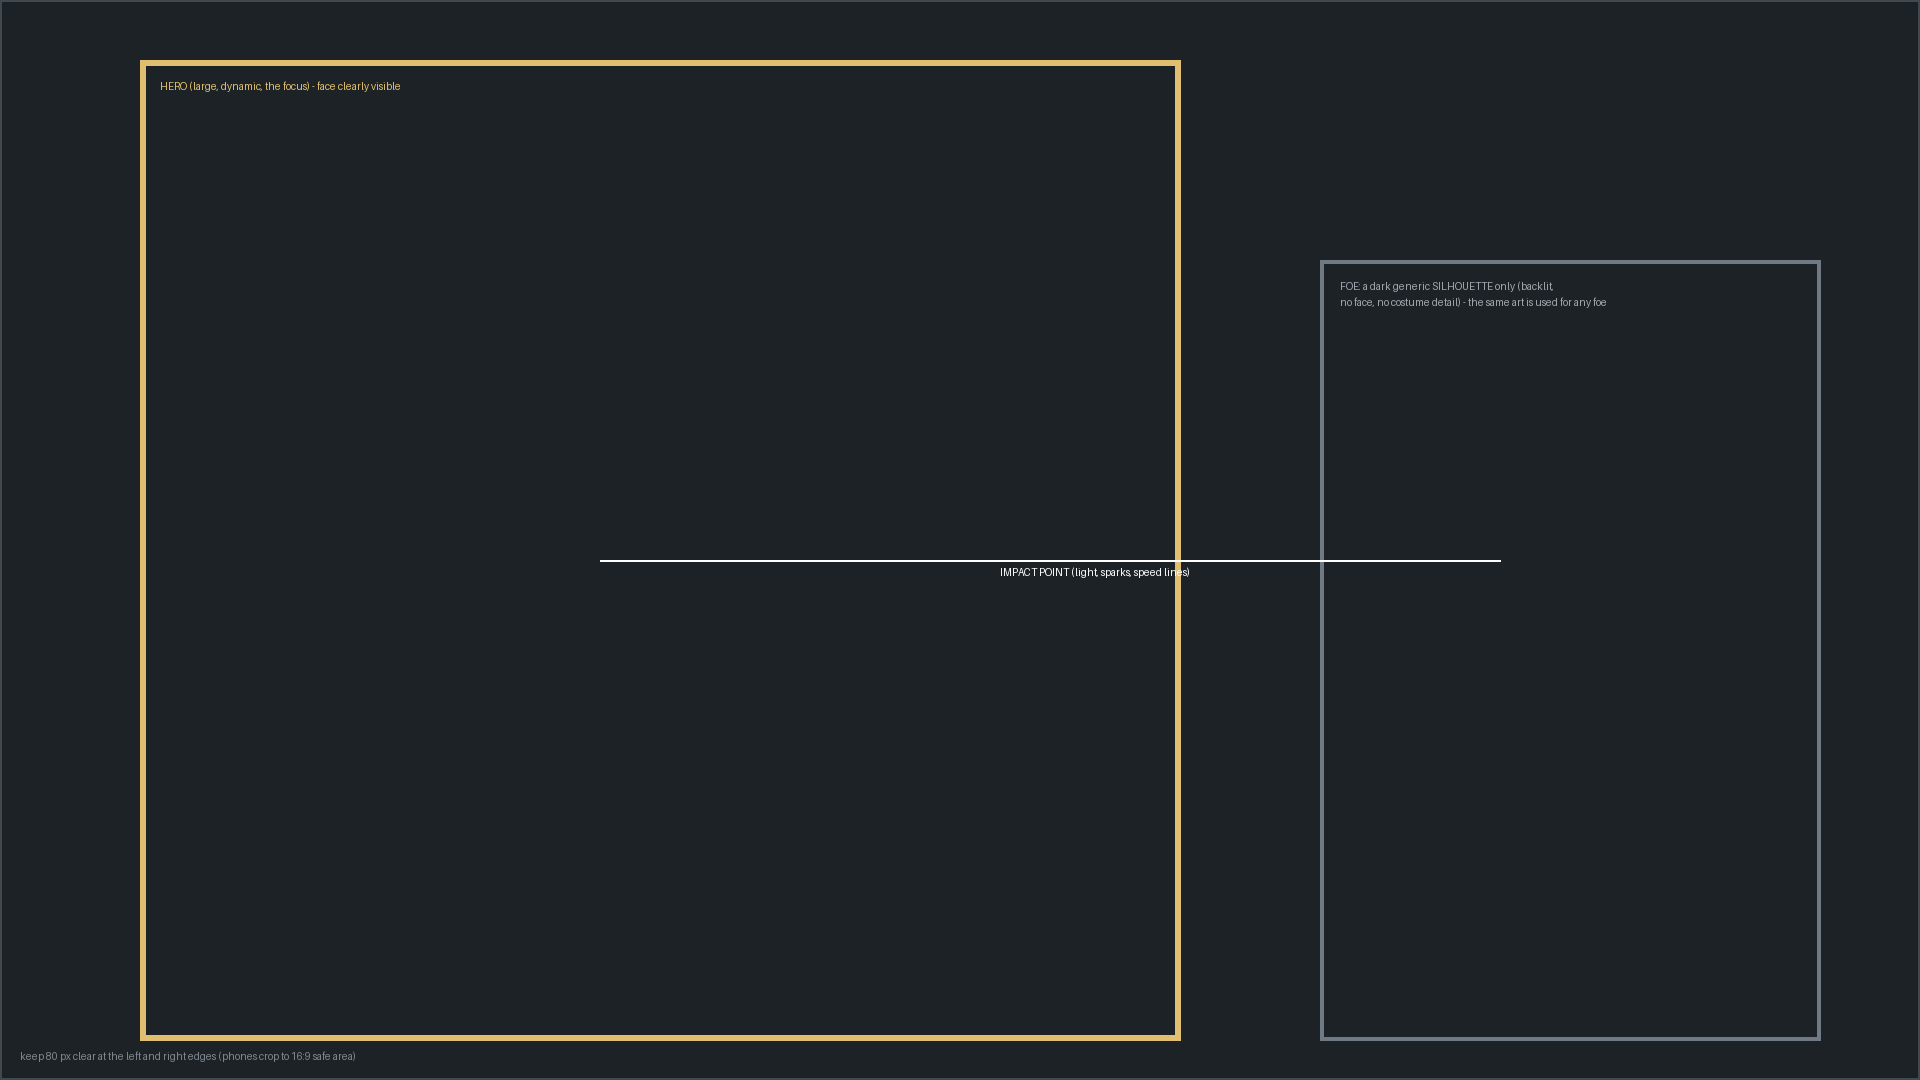 HERO (large, dynamic, the focus) - face clearly visible
FOE: a dark generic SILHOUETTE only (backlit,
no face, no costume detail) - the same art is used for any foe
IMPACT POINT (light, sparks, speed lines)
keep 80 px clear at the left and right edges (phones crop to 16:9 safe area)